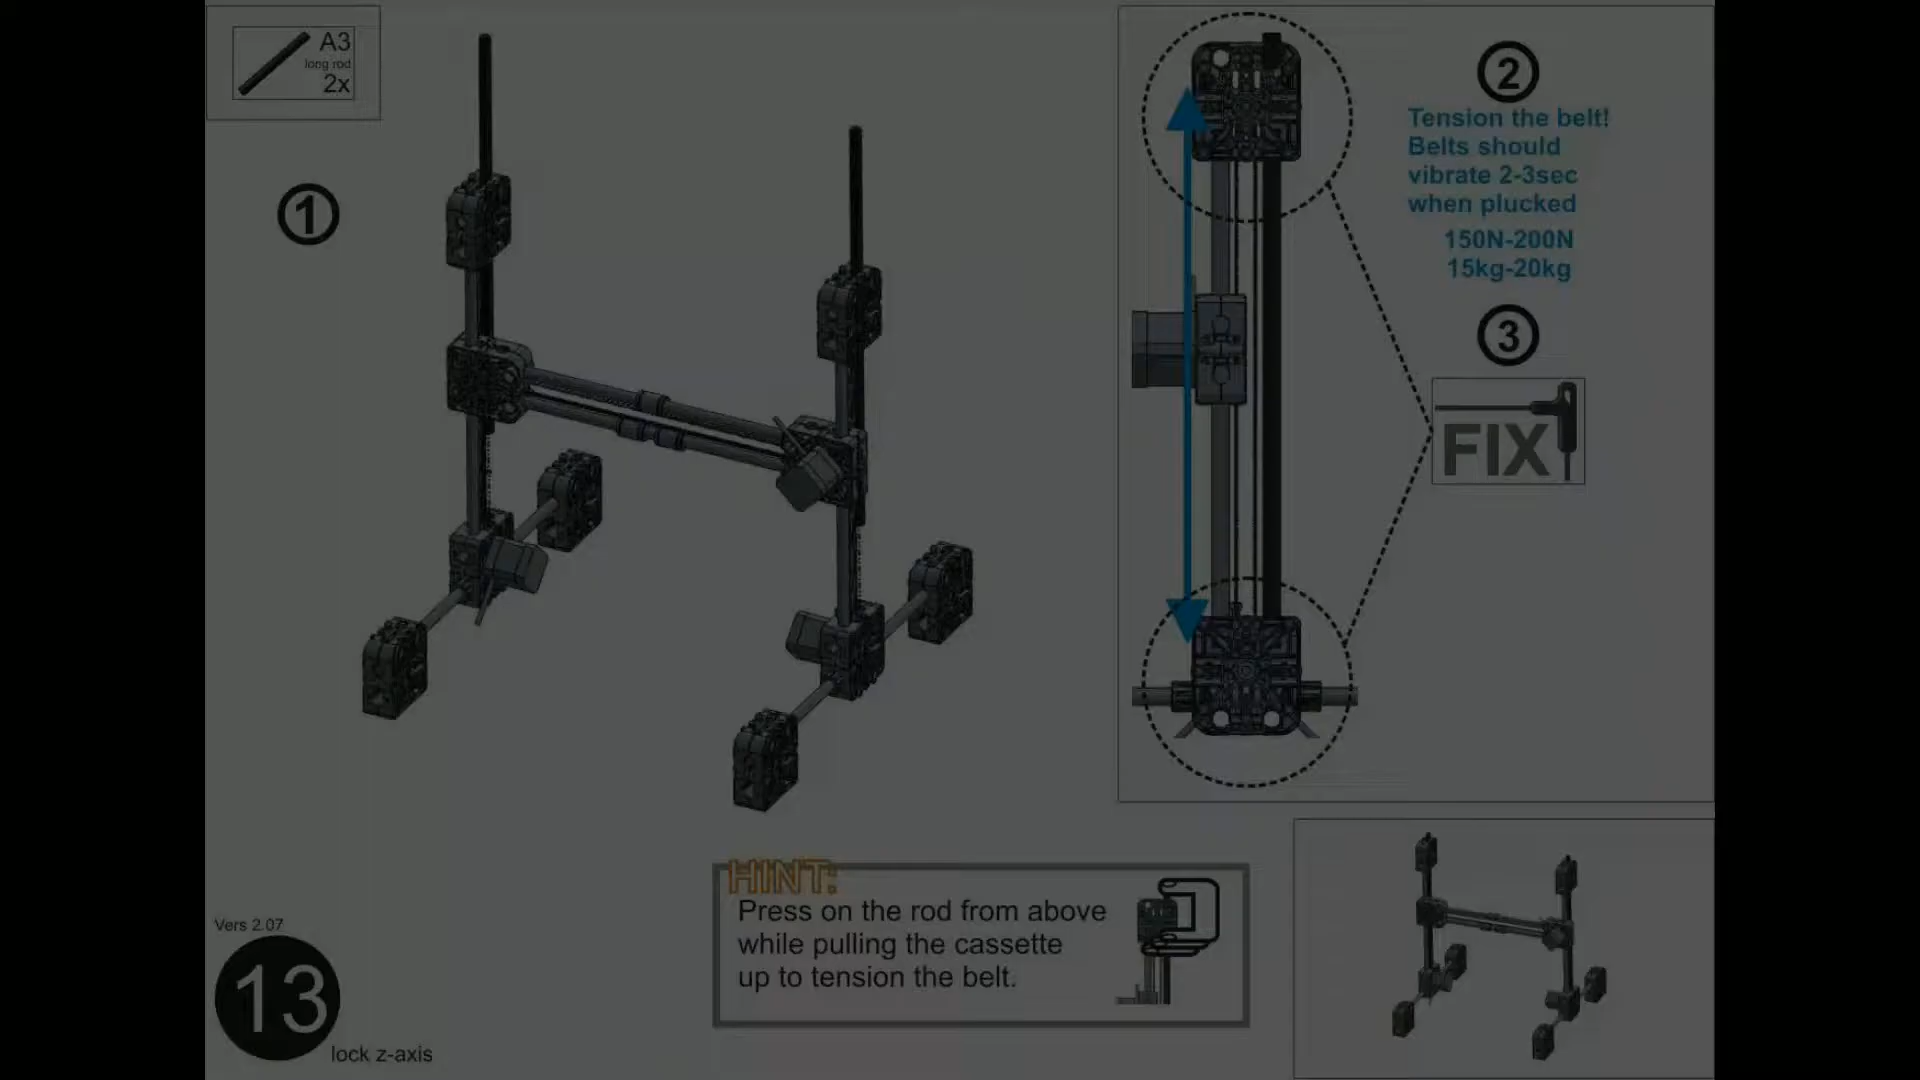 A3
long rod
2x
1
2
Tension the belt!
Belts should
vibrate 2-3sec
when plucked
150N-200N
15kg-20kg
3
FIX
HINT:
Press on the rod from above
while pulling the cassette
up to tension the belt.
Vers 2.07
13
lock z-axis